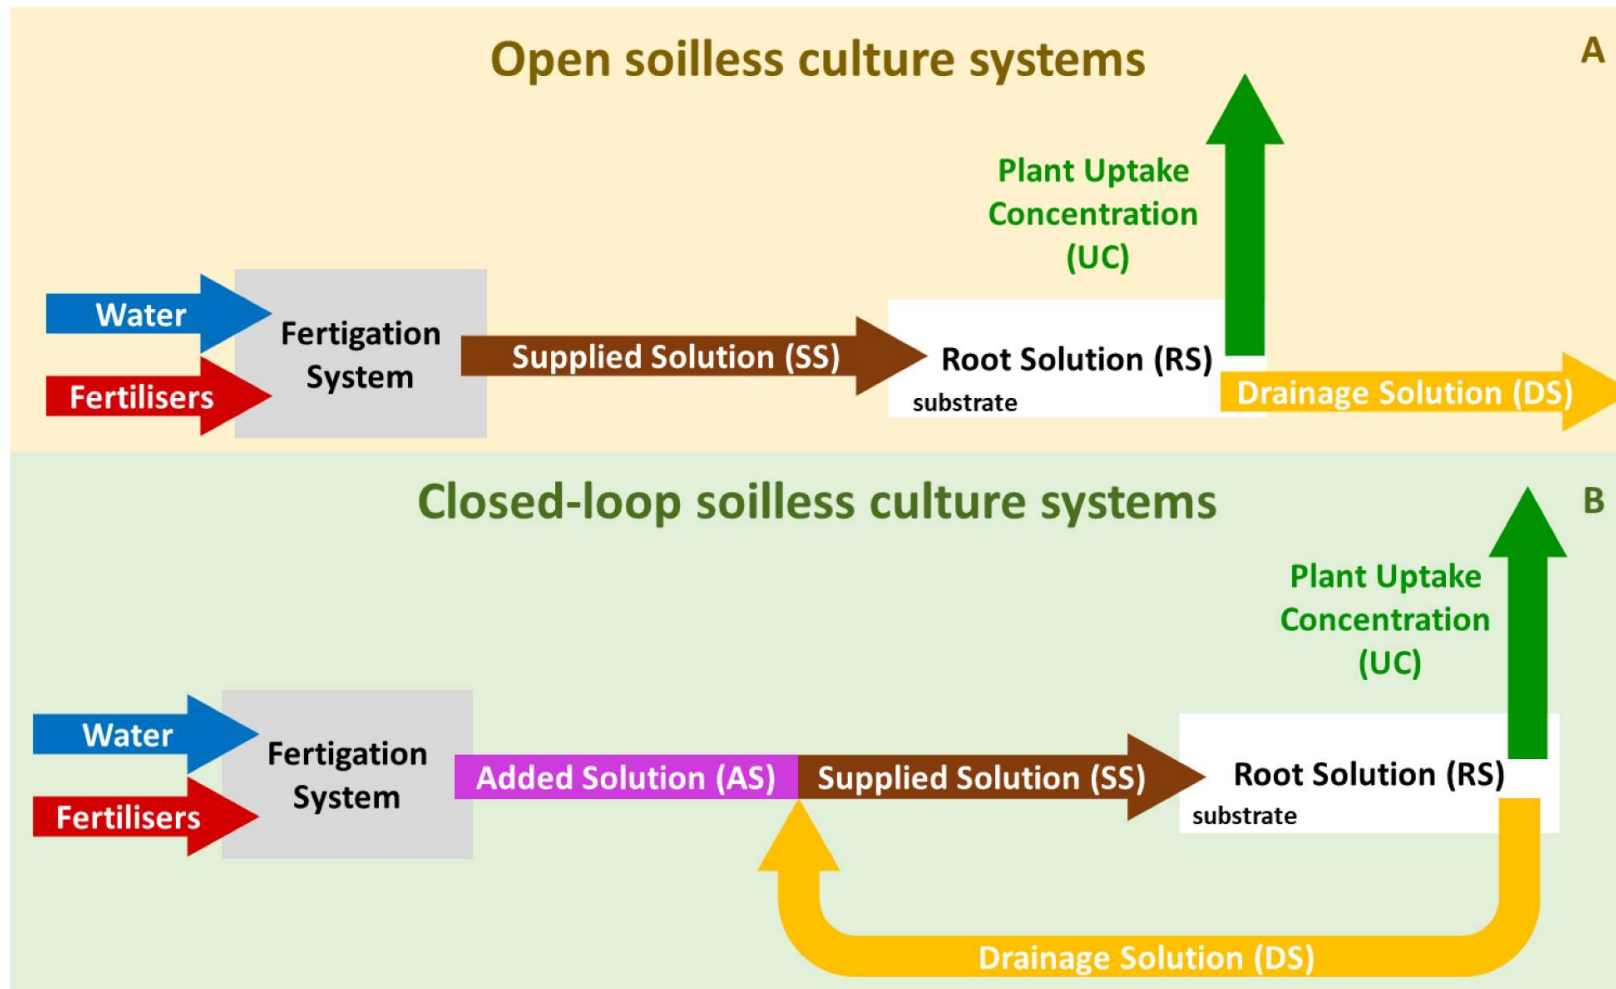 Open soilless culture systems
A
Plant Uptake
Concentration
(UC)
Water
Fertilisers
Fertigation
System
Supplied Solution (SS)
Root Solution (RS)
substrate
Drainage Solution (DS)
Closed-loop soilless culture systems
B
Plant Uptake
Concentration
(UC)
Water
Fertilisers
Fertigation
System
Added Solution (AS)
Supplied Solution (SS)
Root Solution (RS)
substrate
Drainage Solution (DS)